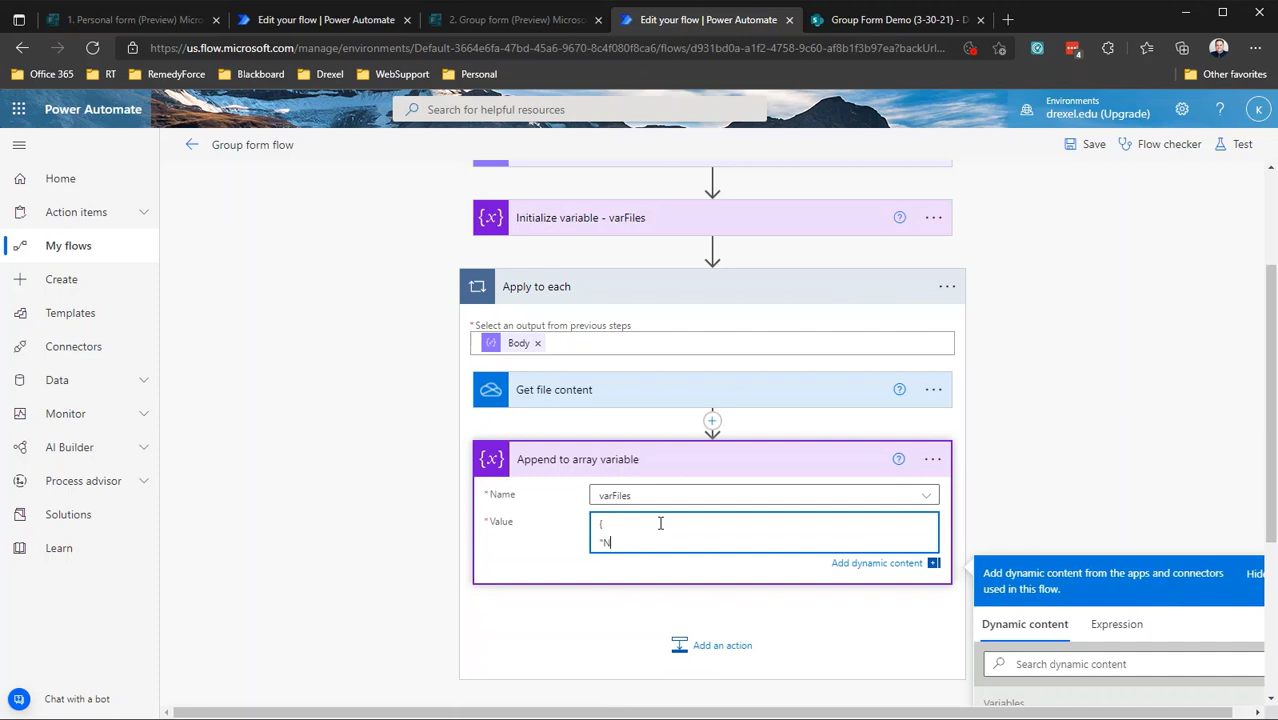 1. Personal form (Preview) Micros
Edit your flow | Power Automate
2. Group form (Preview) Microso
Edit your flow | Power Automate
Group Form Demo (3-30-21) - D
https://us.flow.microsoft.com/manage/environments/Default-3664e6fa-47bd-45a6-9670-8c4f080f8ca6/flows/d931bd0a-a1f2-4758-9c60-af8b1f3b97ea?backUrl...
4
Office 365
RT
RemedyForce
Blackboard
Drexel
WebSupport
Personal
Other favorites
Power Automate
Search for helpful resources
Environments
drexel.edu (Upgrade)
?
K
Group form flow
Save
Flow checker
Test
Home
Action items
My flows
Create
Templates
Connectors
Data
Monitor
AI Builder
Process advisor
Solutions
Learn
Chat with a bot
{x} Initialize variable - varFiles
Apply to each
* Select an output from previous steps
Body ×
Get file content
{x} Append to array variable
* Name
varFiles
* Value
{
"N
Add dynamic content
Add an action
Add dynamic content from the apps and connectors
used in this flow.
Hid
Dynamic content
Expression
Search dynamic content
Variables